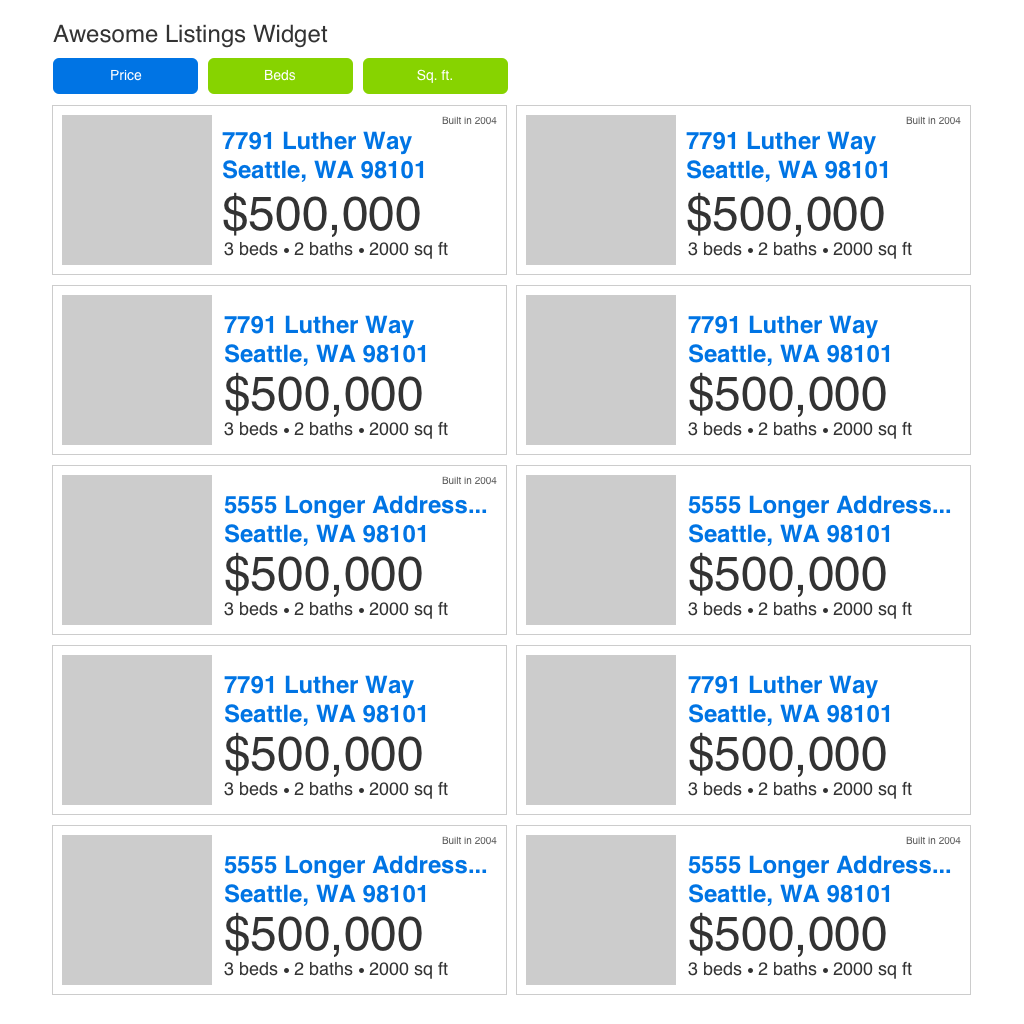 Awesome Listings Widget
Price
Beds
Sq. ft.
Built in 2004
7791 Luther Way
Seattle, WA 98101
$500,000
3 beds • 2 baths • 2000 sq ft
Built in 2004
7791 Luther Way
Seattle, WA 98101
$500,000
3 beds • 2 baths • 2000 sq ft
7791 Luther Way
Seattle, WA 98101
$500,000
3 beds • 2 baths • 2000 sq ft
7791 Luther Way
Seattle, WA 98101
$500,000
3 beds • 2 baths • 2000 sq ft
Built in 2004
5555 Longer Address...
Seattle, WA 98101
$500,000
3 beds • 2 baths • 2000 sq ft
5555 Longer Address...
Seattle, WA 98101
$500,000
3 beds • 2 baths • 2000 sq ft
7791 Luther Way
Seattle, WA 98101
$500,000
3 beds • 2 baths • 2000 sq ft
7791 Luther Way
Seattle, WA 98101
$500,000
3 beds • 2 baths • 2000 sq ft
Built in 2004
5555 Longer Address...
Seattle, WA 98101
$500,000
3 beds • 2 baths • 2000 sq ft
Built in 2004
5555 Longer Address...
Seattle, WA 98101
$500,000
3 beds • 2 baths • 2000 sq ft